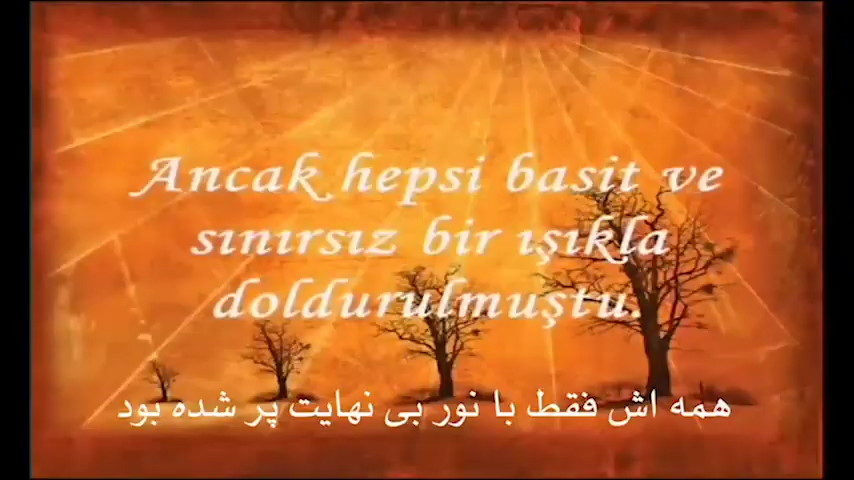 Ancak hepsi basit ve
sınırsız bir ışıkla
doldurulmuştu.
همه اش فقط با نور بی نهایت پر شده بود